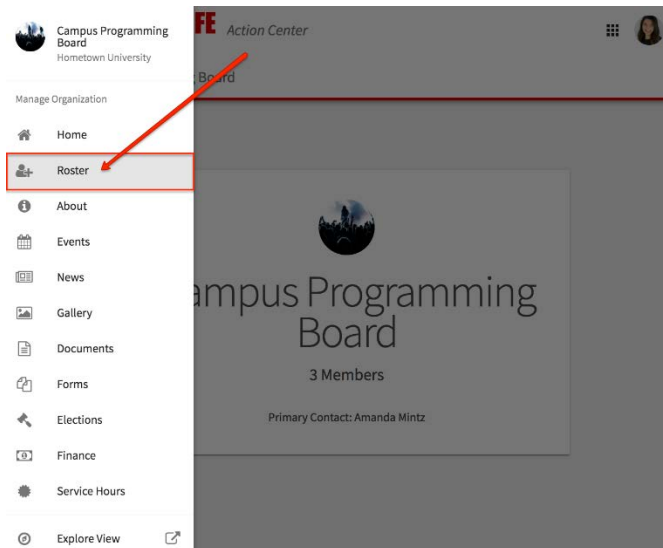 Campus Programming
Board
Hometown University
Manage Organization
Home
Roster
About
Events
News
Gallery
Documents
Forms
Elections
Finance
Service Hours
Explore View
FE Action Center
Board
ampus Programming
Board
3 Members
Primary Contact: Amanda Mintz